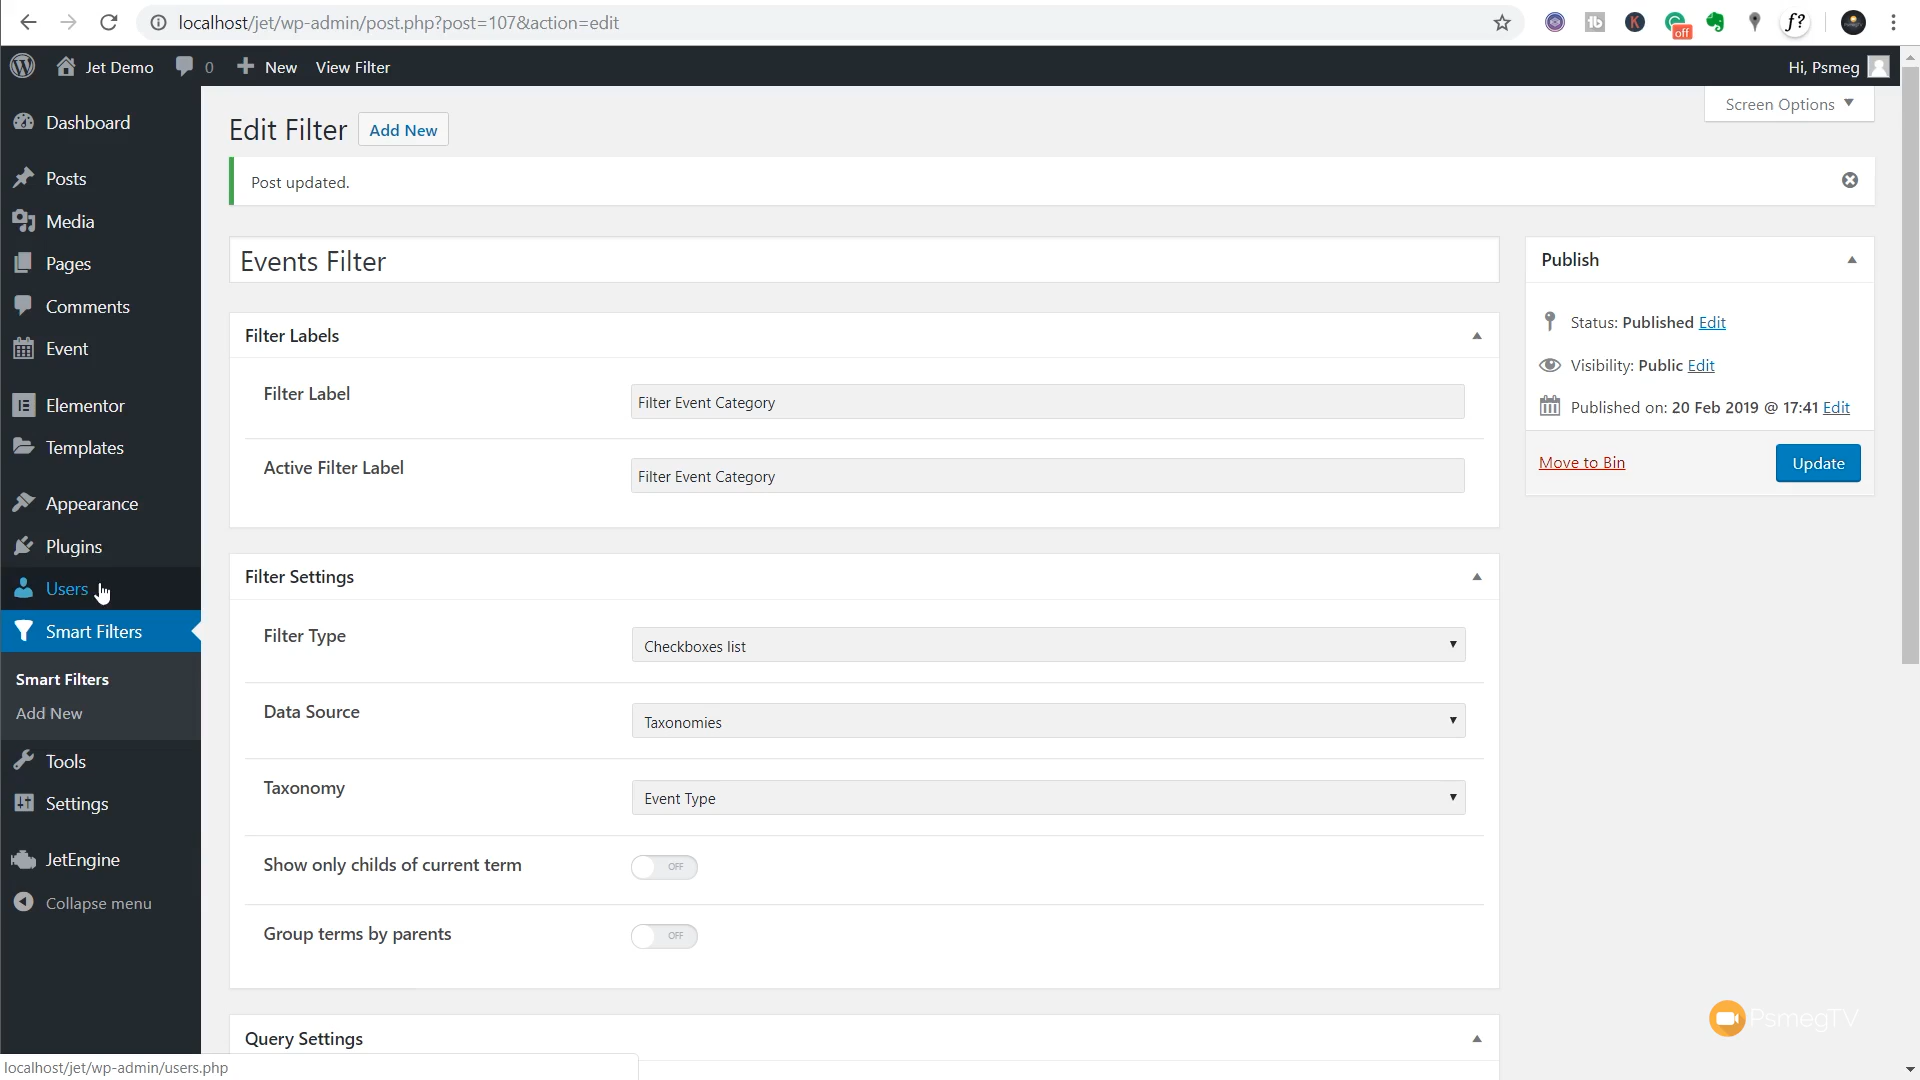 localhost/jet/wp-admin/post.php?post=107&action=edit
off
f?
Jet Demo 0 New View Filter Hi, Psmeg
Screen Options
Dashboard
Posts
Media
Pages
Comments
Event
Elementor
Templates
Appearance
Plugins
Users
Smart Filters
Smart Filters
Add New
Tools
Settings
JetEngine
Collapse menu
Edit Filter Add New
Post updated.
Events Filter
Filter Labels
Filter Label Filter Event Category
Active Filter Label Filter Event Category
Filter Settings
Filter Type Checkboxes list
Data Source Taxonomies
Taxonomy Event Type
Show only childs of current term OFF
Group terms by parents OFF
Query Settings
Publish
Status: Published Edit
Visibility: Public Edit
Published on: 20 Feb 2019 @ 17:41 Edit
Move to Bin Update
PsmegTV
localhost/jet/wp-admin/users.php